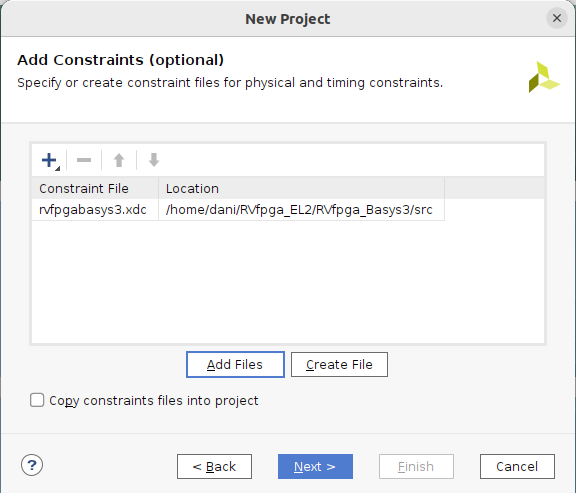 New Project
Add Constraints (optional)
Specify or create constraint files for physical and timing constraints.
Constraint File Location
rvfpgabasys3.xdc /home/dani/RVfpga_EL2/RVfpga_Basys3/src
Add Files Create File
Copy constraints files into project
? < Back Next > Finish Cancel